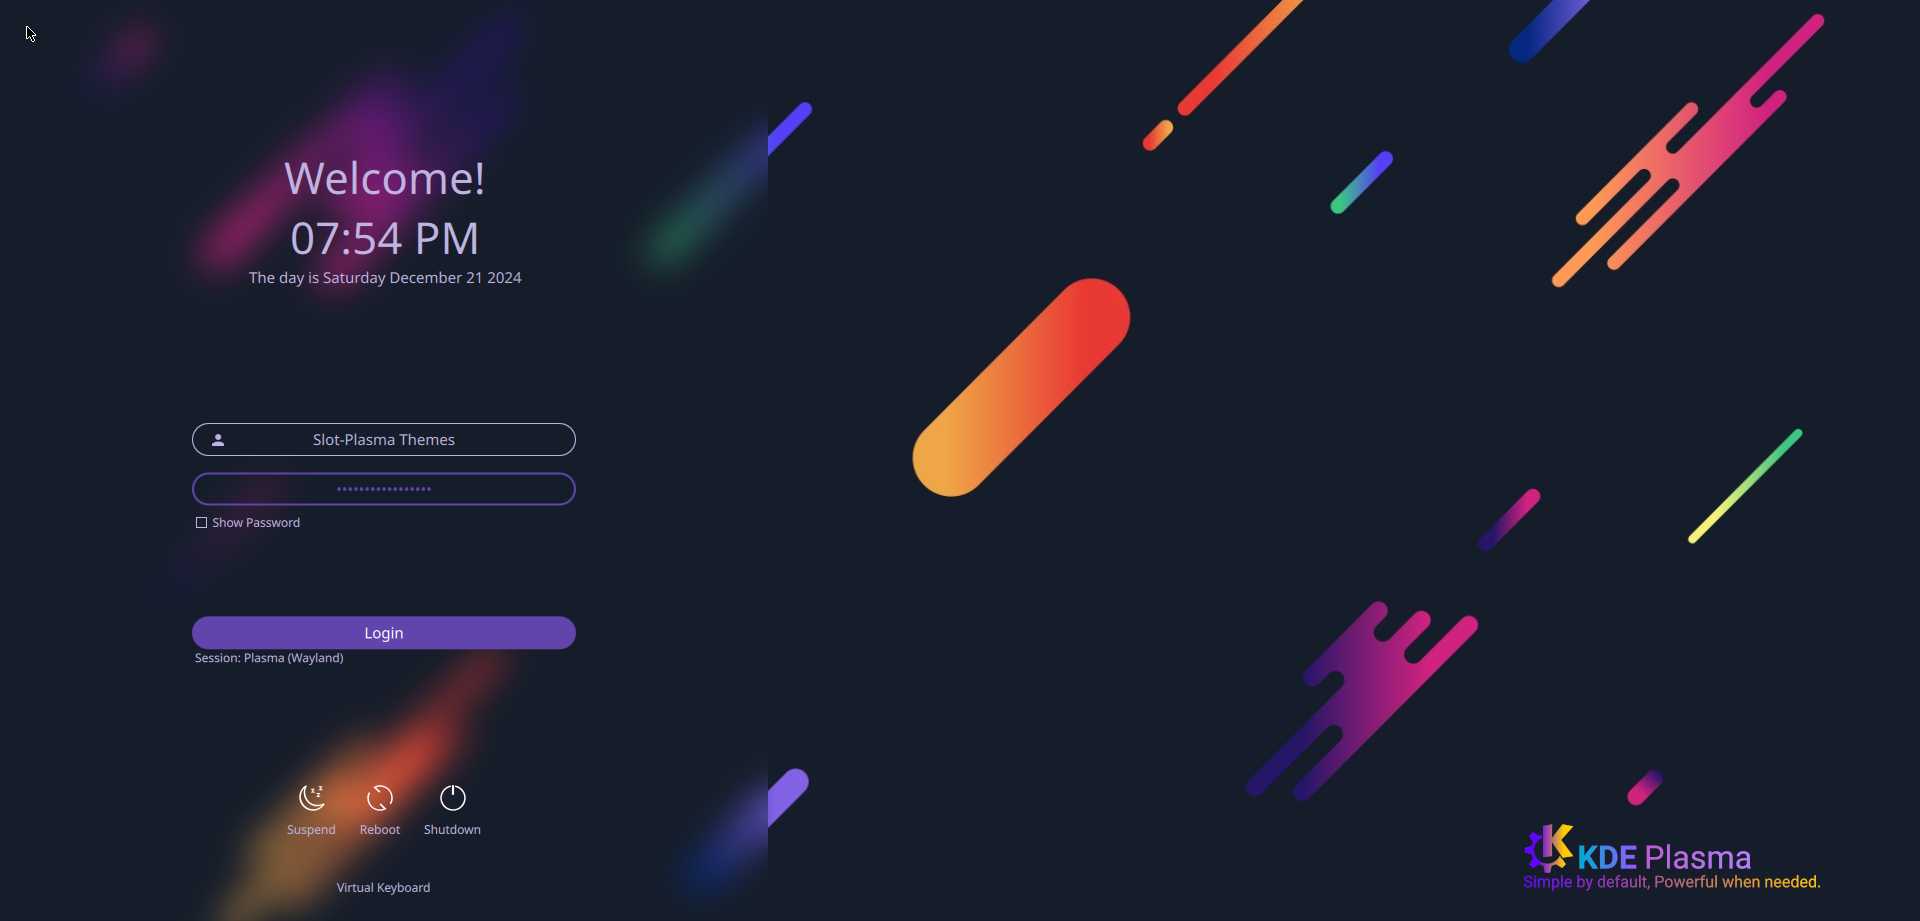 Welcome!
07:54 PM
The day is Saturday December 21 2024
Slot-Plasma Themes
Show Password
Login
Session: Plasma (Wayland)
Suspend
Reboot
Shutdown
Virtual Keyboard
KDE Plasma
Simple by default, Powerful when needed.